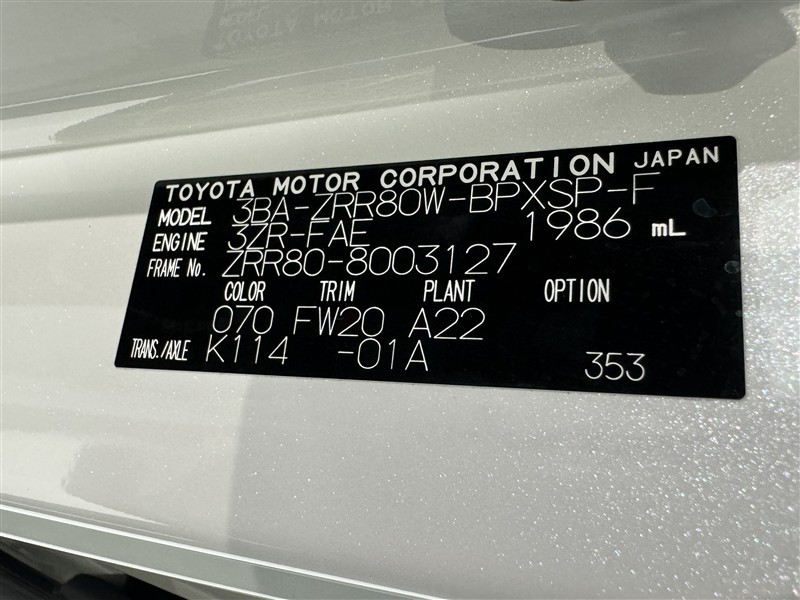 TOYOTA MOTOR CORPORATION JAPAN
MODEL 3BA-ZRR80W-BPXSP-F
ENGINE 3ZR-FAE 1986 mL
FRAME No. ZRR80-8003127
COLOR TRIM PLANT OPTION
070 FW20 A22
TRANS./AXLE K114 -01A 353